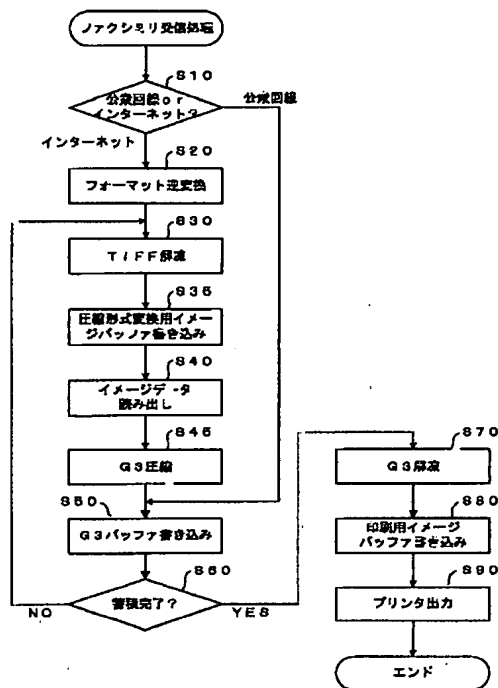 ファクシミリ受信処理
S10
公衆回線or
インターネット?
公衆回線
インターネット
S20
フォーマット逆変換
S30
TIFF解凍
S35
圧縮形式変換用イメー
ジバッファ書き込み
S40
イメージデータ
読み出し
S45
G3圧縮
S50
G3バッファ書き込み
S60
蓄積完了?
NO
YES
S70
G3解凍
S80
印刷用イメージ
バッファ書き込み
S90
プリンタ出力
エンド